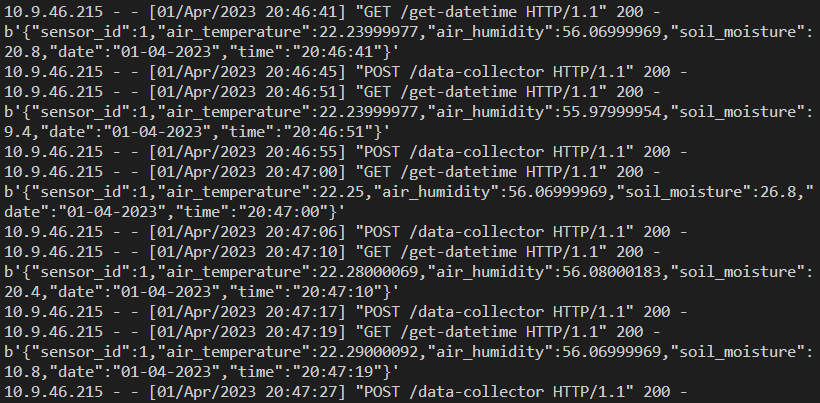 10.9.46.215 - - [01/Apr/2023 20:46:41] "GET /get-datetime HTTP/1.1" 200 -
b'{"sensor_id":1,"air_temperature":22.23999977,"air_humidity":56.06999969,"soil_moisture":
20.8,"date":"01-04-2023","time":"20:46:41"}'
10.9.46.215 - - [01/Apr/2023 20:46:45] "POST /data-collector HTTP/1.1" 200 -
10.9.46.215 - - [01/Apr/2023 20:46:51] "GET /get-datetime HTTP/1.1" 200 -
b'{"sensor_id":1,"air_temperature":22.23999977,"air_humidity":55.97999954,"soil_moisture":
9.4,"date":"01-04-2023","time":"20:46:51"}'
10.9.46.215 - - [01/Apr/2023 20:46:55] "POST /data-collector HTTP/1.1" 200 -
10.9.46.215 - - [01/Apr/2023 20:47:00] "GET /get-datetime HTTP/1.1" 200 -
b'{"sensor_id":1,"air_temperature":22.25,"air_humidity":56.06999969,"soil_moisture":26.8,"
date":"01-04-2023","time":"20:47:00"}'
10.9.46.215 - - [01/Apr/2023 20:47:06] "POST /data-collector HTTP/1.1" 200 -
10.9.46.215 - - [01/Apr/2023 20:47:10] "GET /get-datetime HTTP/1.1" 200 -
b'{"sensor_id":1,"air_temperature":22.28000069,"air_humidity":56.08000183,"soil_moisture":
20.4,"date":"01-04-2023","time":"20:47:10"}'
10.9.46.215 - - [01/Apr/2023 20:47:17] "POST /data-collector HTTP/1.1" 200 -
10.9.46.215 - - [01/Apr/2023 20:47:19] "GET /get-datetime HTTP/1.1" 200 -
b'{"sensor_id":1,"air_temperature":22.29000092,"air_humidity":56.06999969,"soil_moisture":
10.8,"date":"01-04-2023","time":"20:47:19"}'
10.9.46.215 - - [01/Apr/2023 20:47:27] "POST /data-collector HTTP/1.1" 200 -